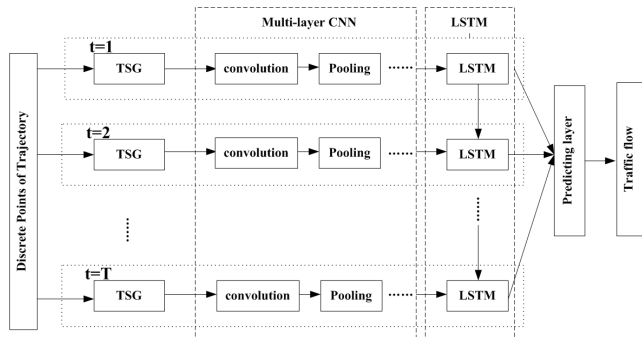 Multi-layer CNN
LSTM
t=1
TSG
convolution
Pooling
······
LSTM
t=2
TSG
convolution
Pooling
······
LSTM
······
······
t=T
TSG
convolution
Pooling
······
LSTM
Discrete Points of Trajectory
Predicting layer
Traffic flow